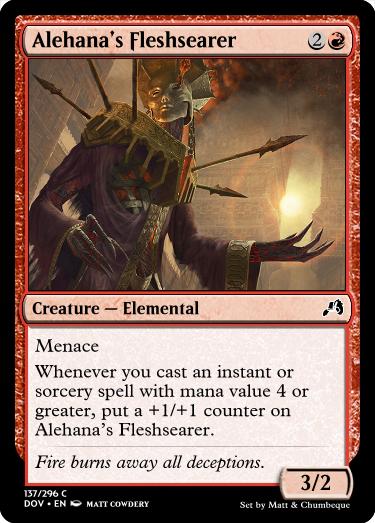 Alehana's Fleshsearer 2
Creature — Elemental
Menace
Whenever you cast an instant or
sorcery spell with mana value 4 or
greater, put a +1/+1 counter on
Alehana's Fleshsearer.
Fire burns away all deceptions.
3/2
137/296 C
DOV • EN MATT COWDERY
Set by Matt & Chumbeque